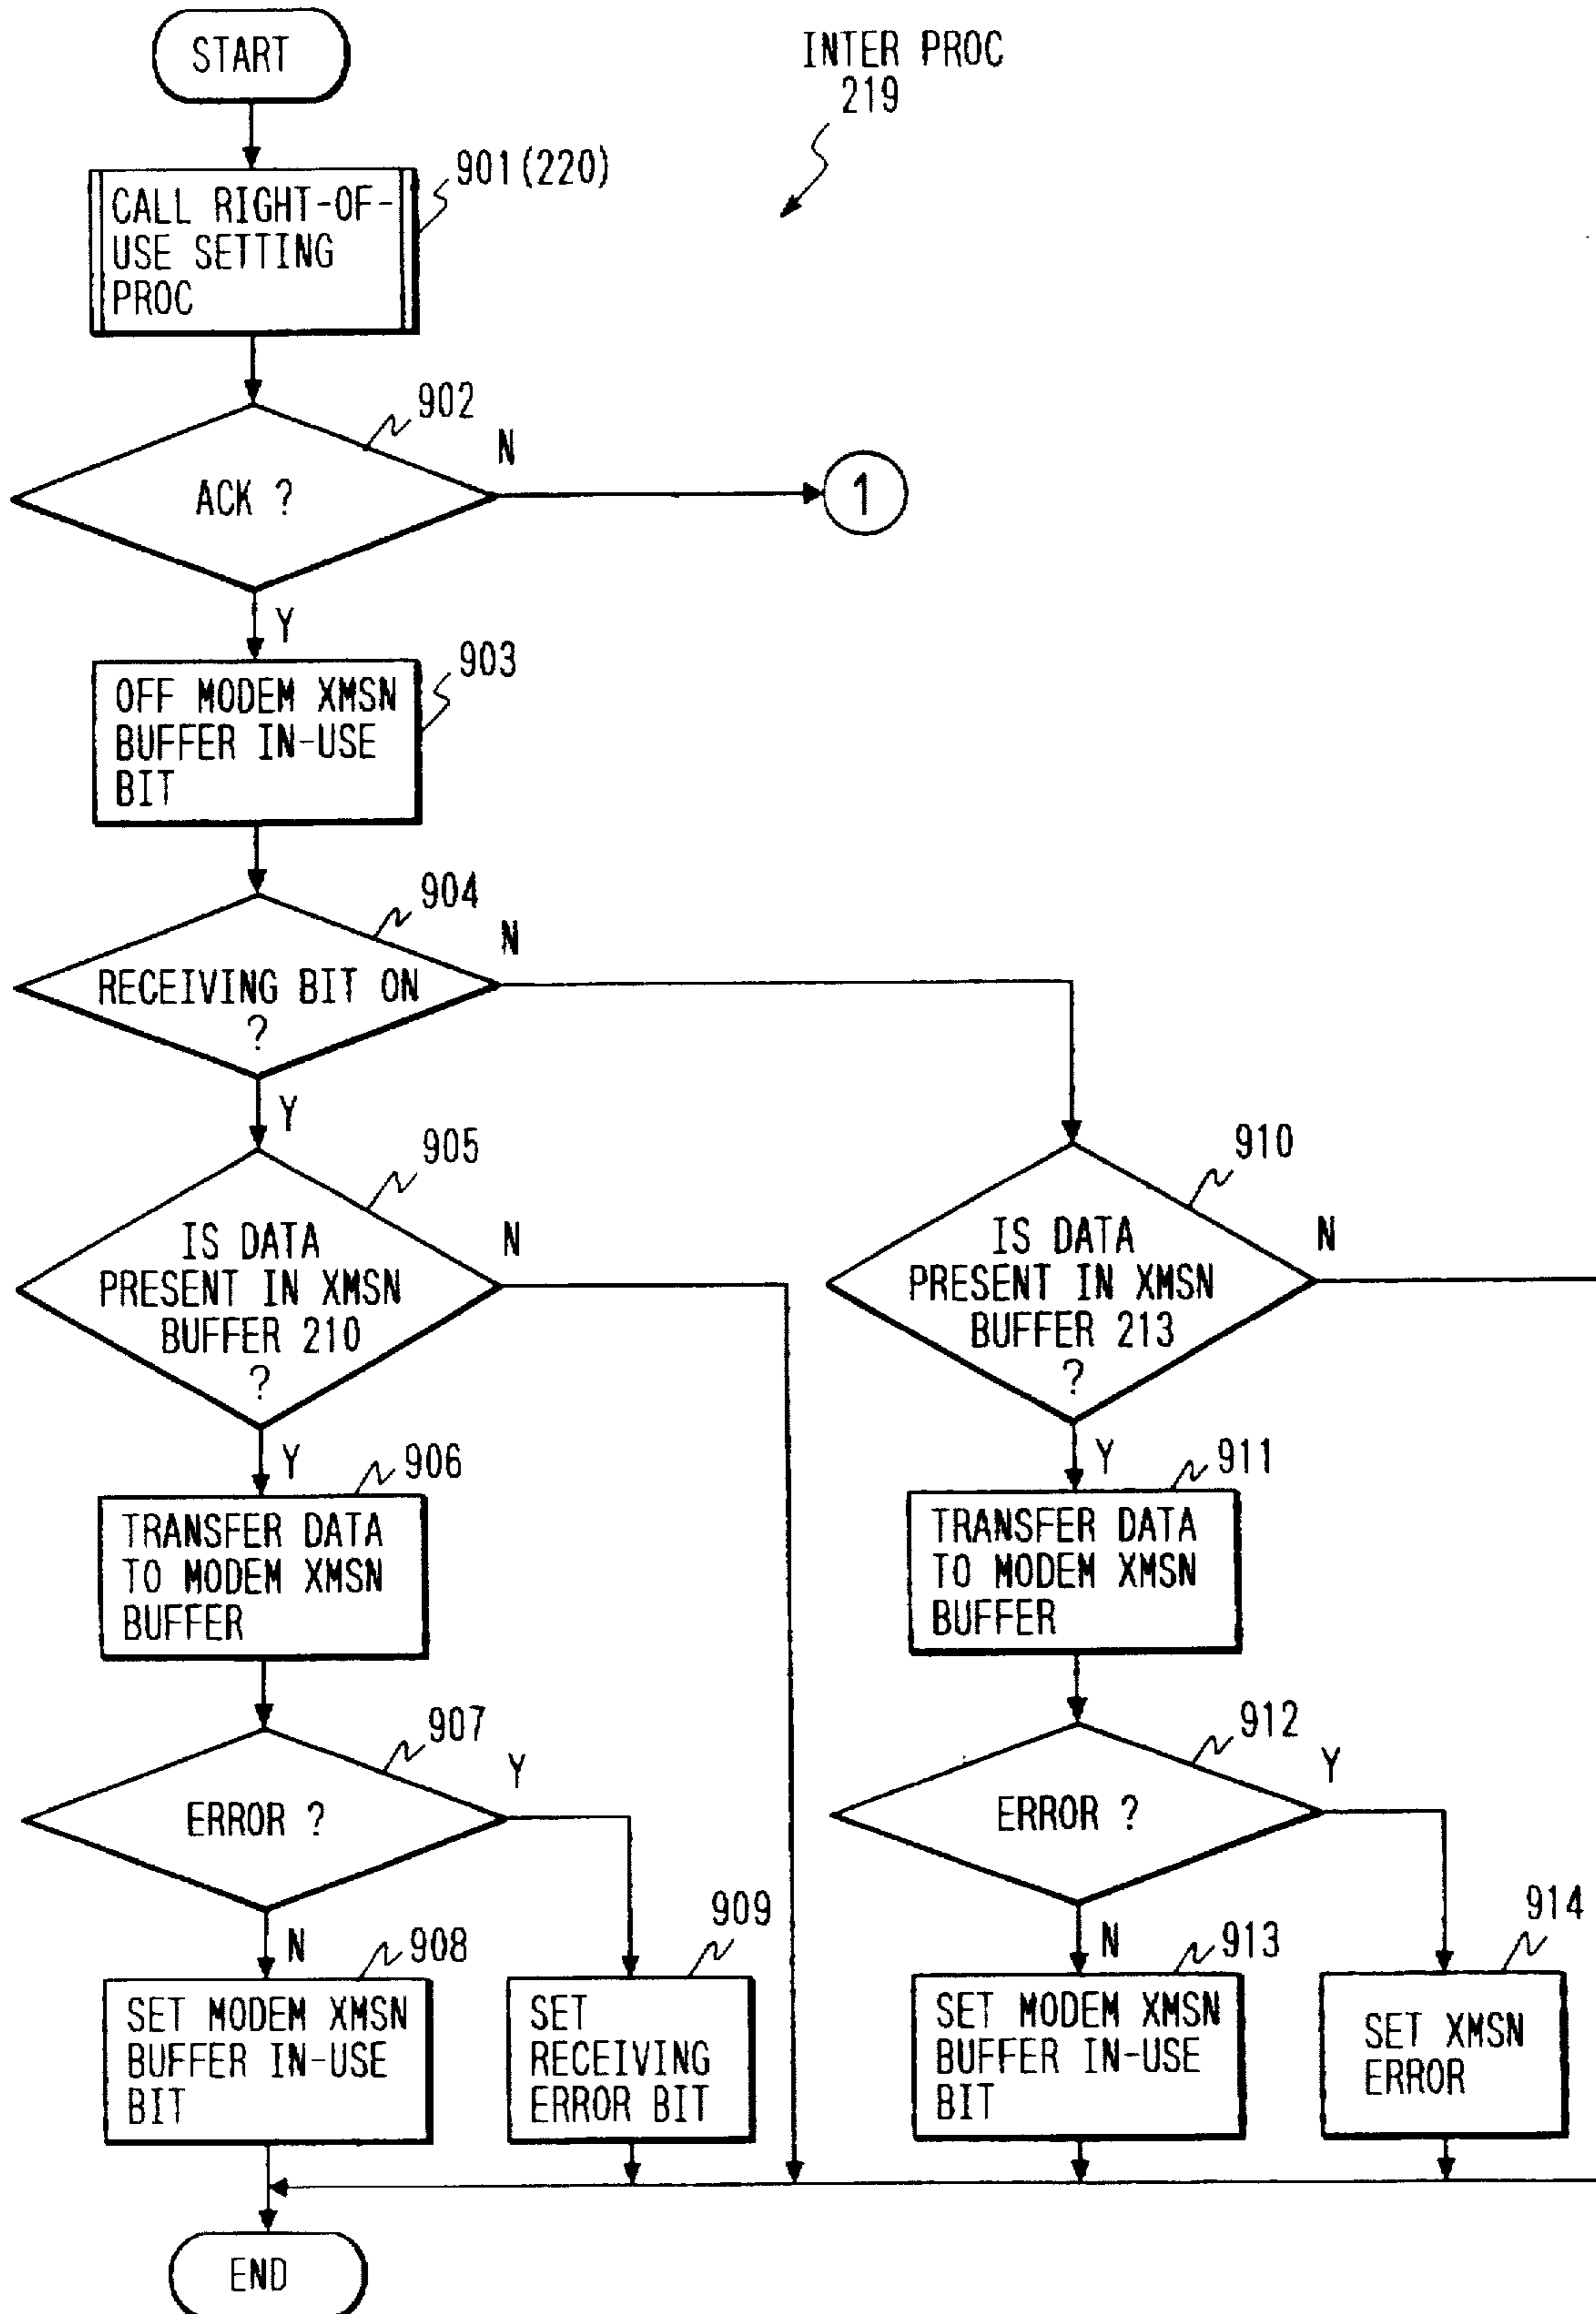 START
INTER PROC
219
901(220)
CALL RIGHT-OF-
USE SETTING
PROC
902
N
ACK ?
1
Y
903
OFF MODEM XMSN
BUFFER IN-USE
BIT
904
N
RECEIVING BIT ON
?
Y
905
N
IS DATA
PRESENT IN XMSN
BUFFER 210
?
910
N
IS DATA
PRESENT IN XMSN
BUFFER 213
?
Y
906
TRANSFER DATA
TO MODEM XMSN
BUFFER
Y
911
TRANSFER DATA
TO MODEM XMSN
BUFFER
907
Y
ERROR ?
912
Y
ERROR ?
N
908
SET MODEM XMSN
BUFFER IN-USE
BIT
909
SET
RECEIVING
ERROR BIT
N
913
SET MODEM XMSN
BUFFER IN-USE
BIT
914
SET XMSN
ERROR
END